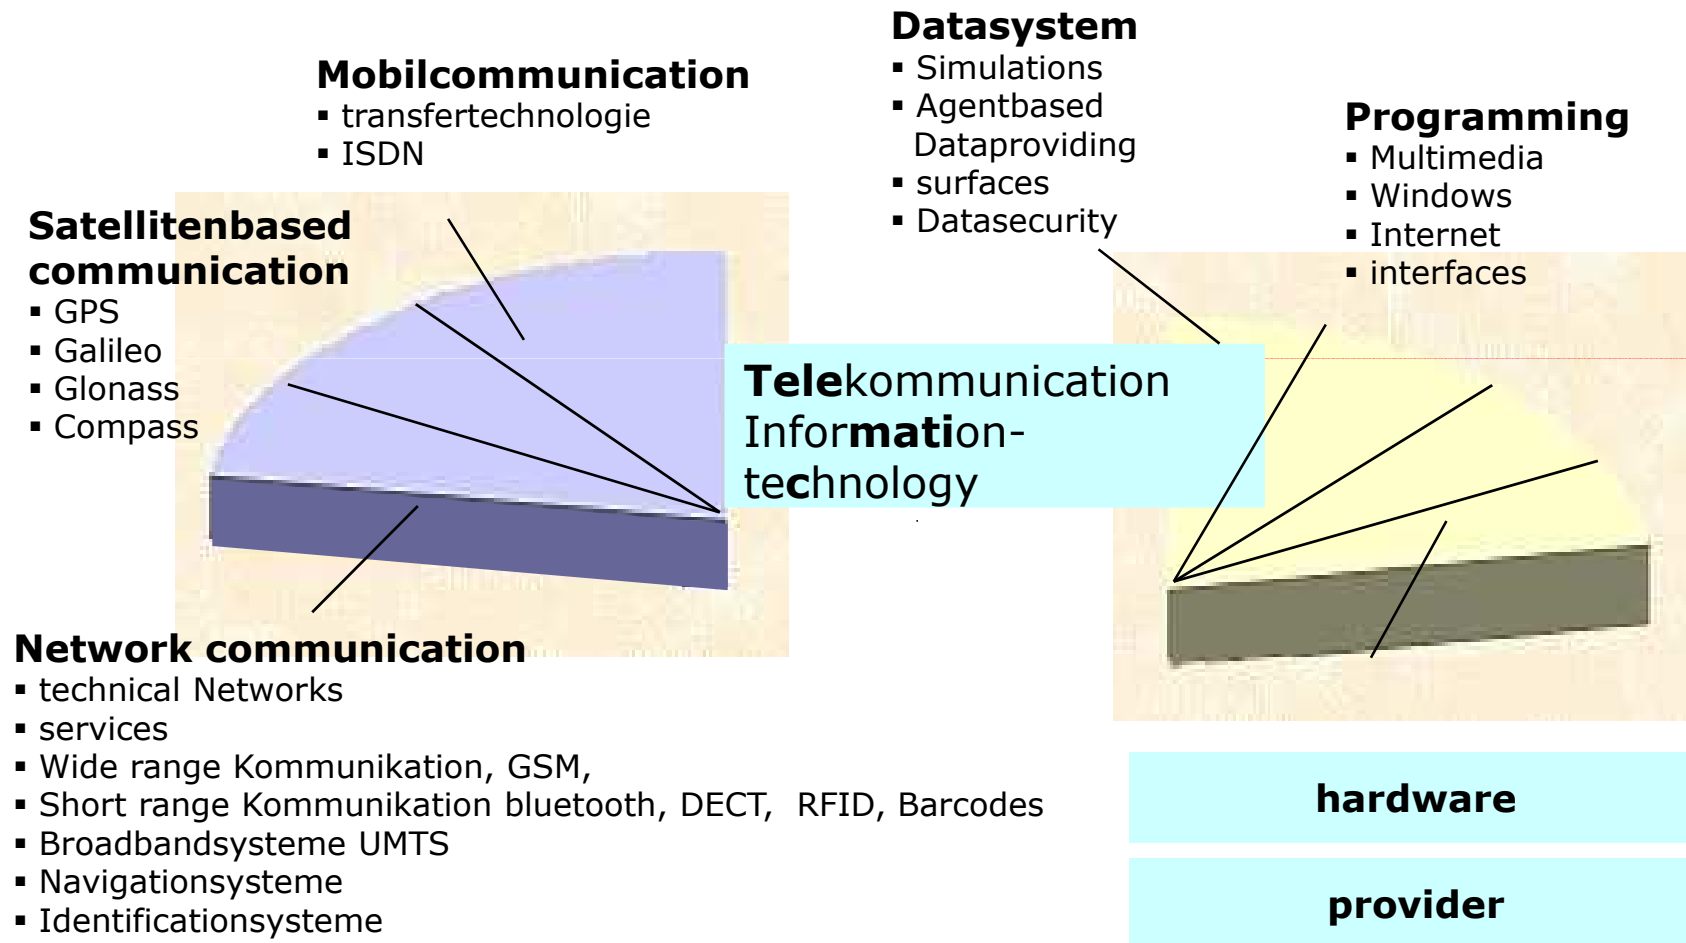 Mobilcommunication
▪ transfertechnologie
▪ ISDN
Satellitenbased
communication
▪ GPS
▪ Galileo
▪ Glonass
▪ Compass
Datasystem
▪ Simulations
▪ Agentbased
Dataproviding
▪ surfaces
▪ Datasecurity
Programming
▪ Multimedia
▪ Windows
▪ Internet
▪ interfaces
Telekommunication
Information-
technology
Network communication
▪ technical Networks
▪ services
▪ Wide range Kommunikation, GSM,
▪ Short range Kommunikation bluetooth, DECT, RFID, Barcodes
▪ Broadbandsysteme UMTS
▪ Navigationsysteme
▪ Identificationsysteme
hardware
provider